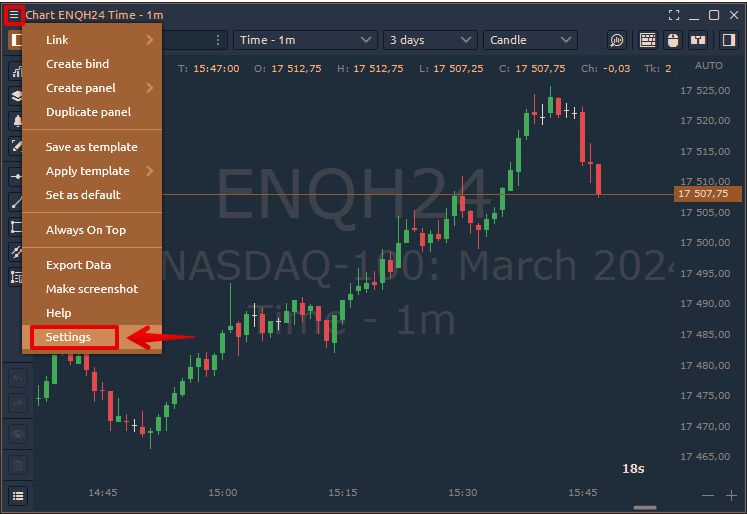 Chart ENQH24 Time - 1m
Time - 1m
3 days
Candle
Link
Create bind
Create panel
Duplicate panel
Save as template
Apply template
Set as default
Always On Top
Export Data
Make screenshot
Help
Settings
T: 15:47:00 O: 17 512,75 H: 17 512,75 L: 17 507,25 C: 17 507,75 Ch: -0,03 Tk: 2
AUTO
ENQH24
NASDAQ-100: March 2024
Time - 1m
17 525,00
17 520,00
17 515,00
17 510,00
17 507,75
17 505,00
17 500,00
17 495,00
17 490,00
17 485,00
17 480,00
17 475,00
17 470,00
17 465,00
18s
14:45
15:00
15:15
15:30
15:45